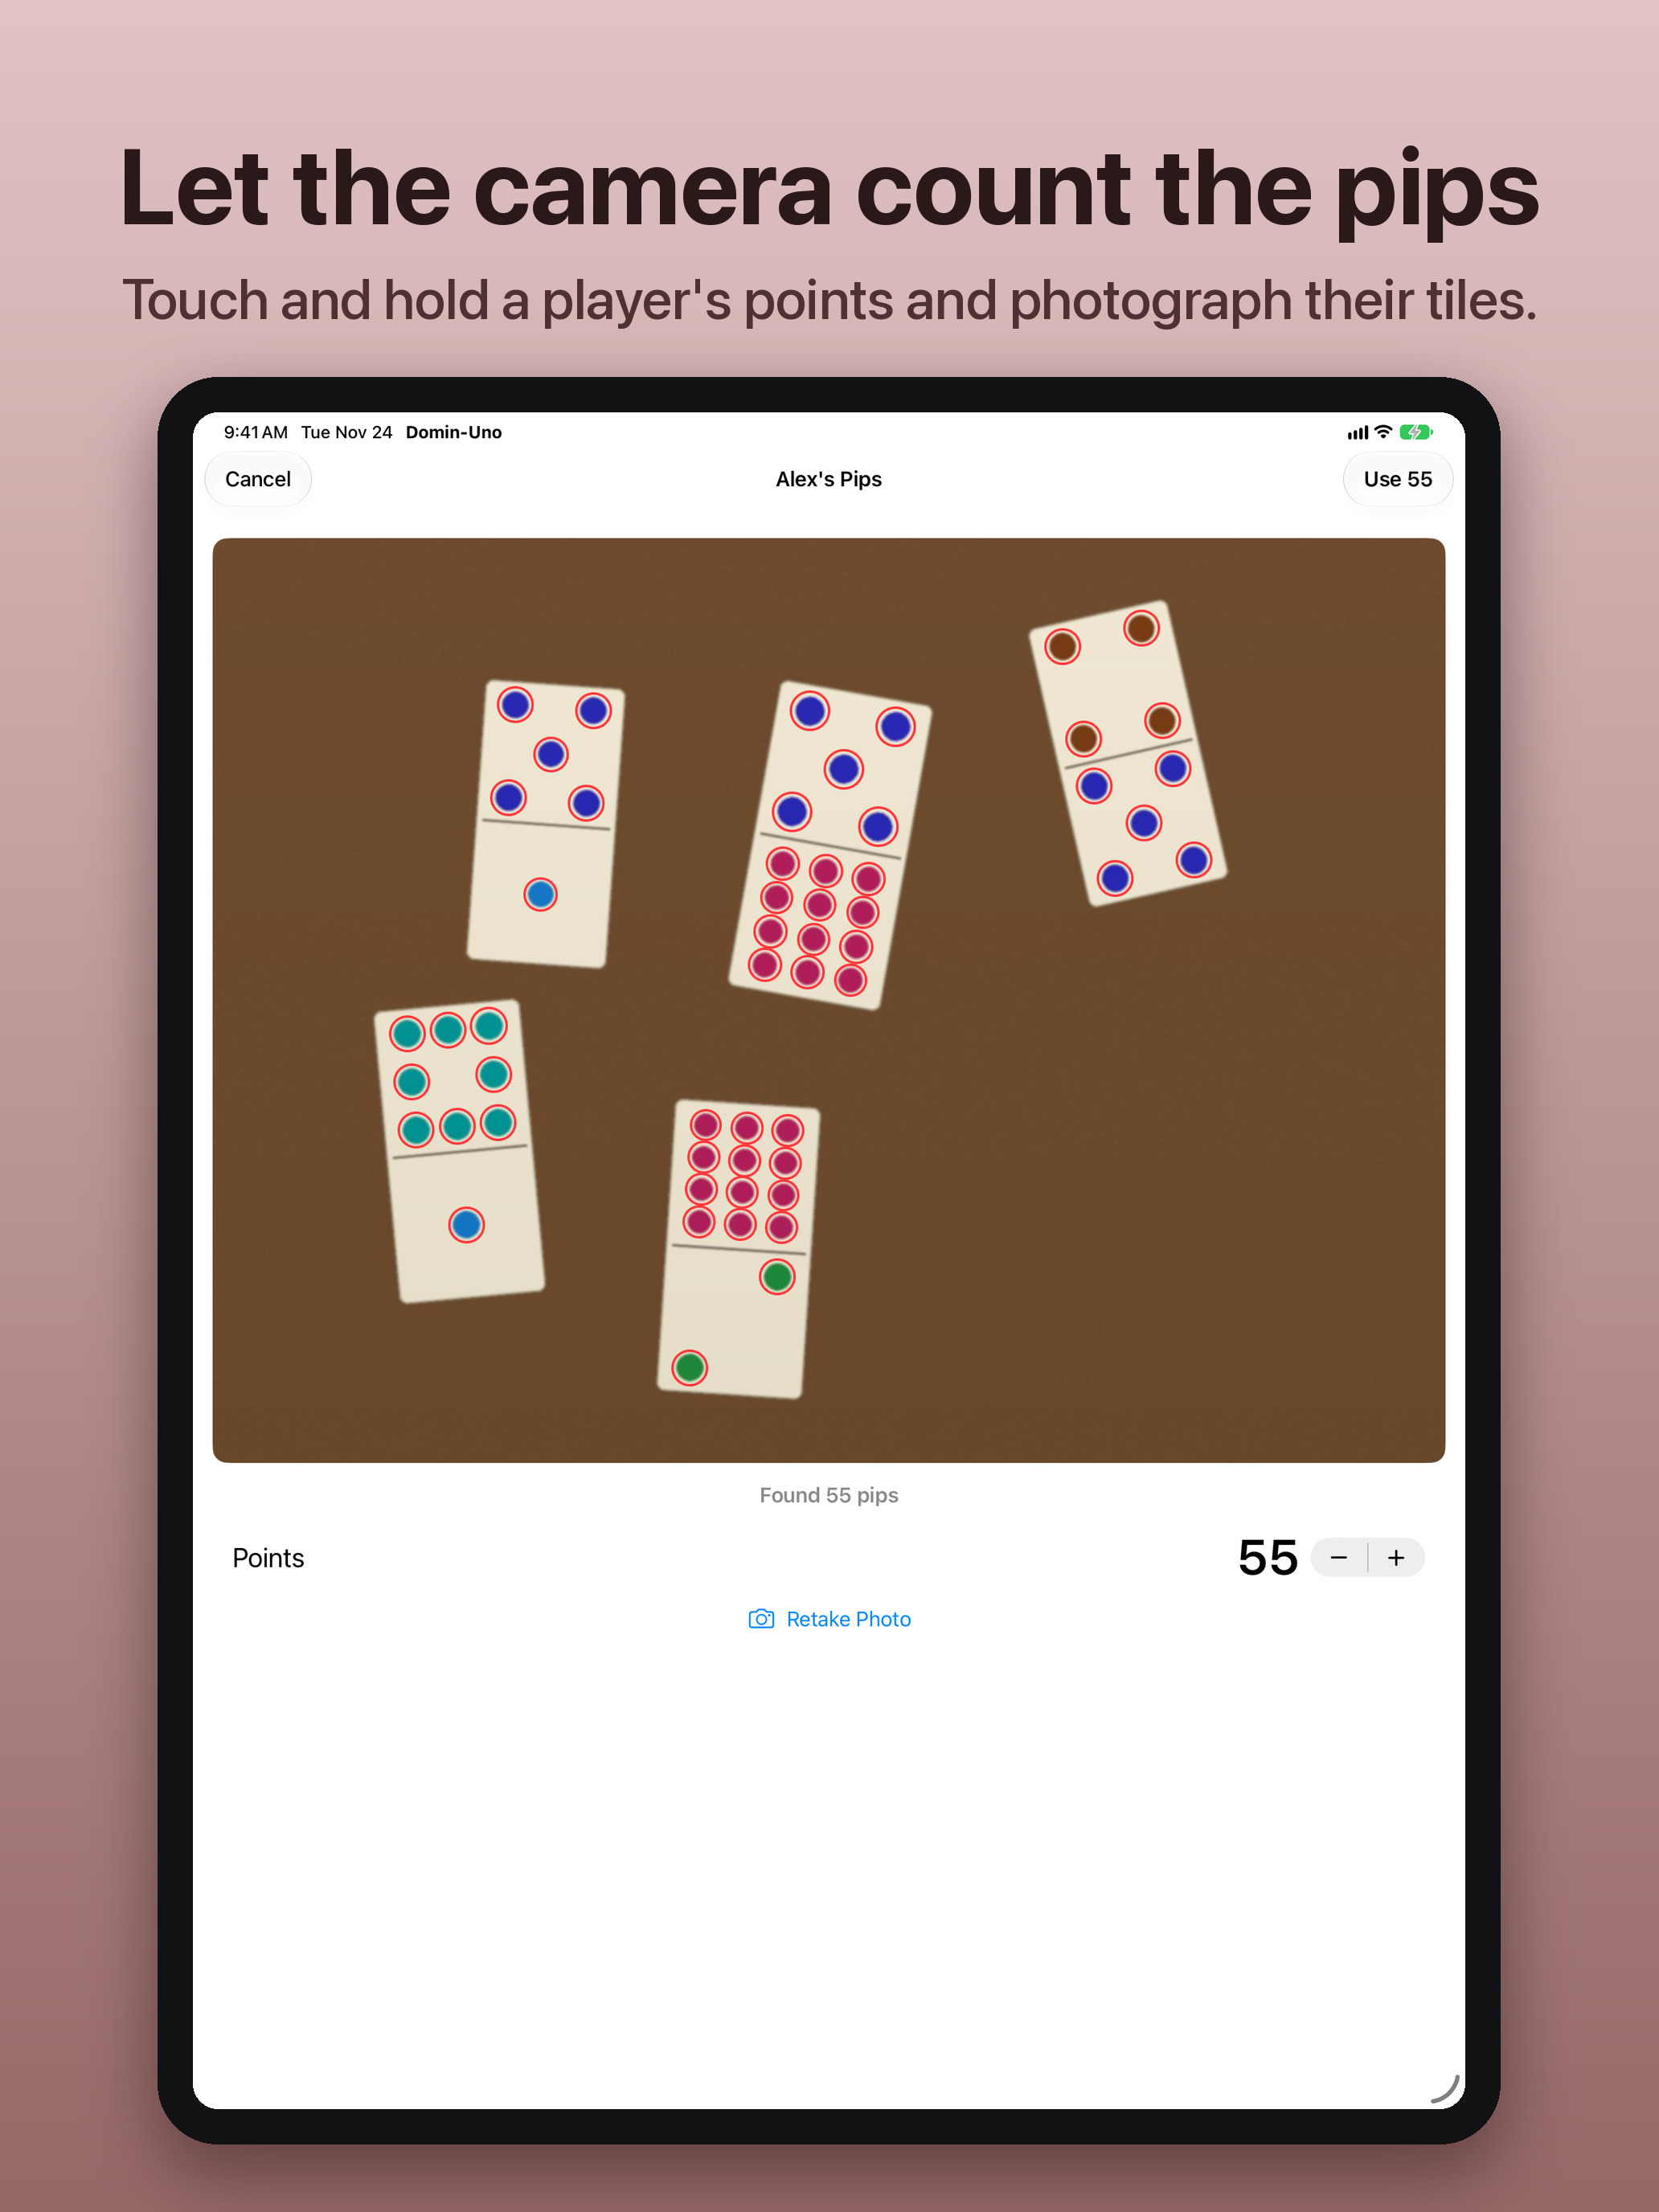 Let the camera count the pips
Touch and hold a player's points and photograph their tiles.
9:41 AM Tue Nov 24 Domin-Uno
Cancel Alex's Pips Use 55
Found 55 pips
Points 55 − +
Retake Photo